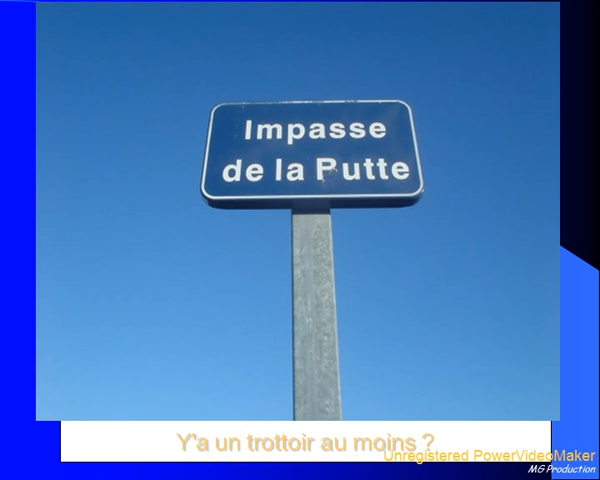 Impasse
de la Putte
Y'a un trottoir au moins ?
Unregistered PowerVideoMaker
MG Production